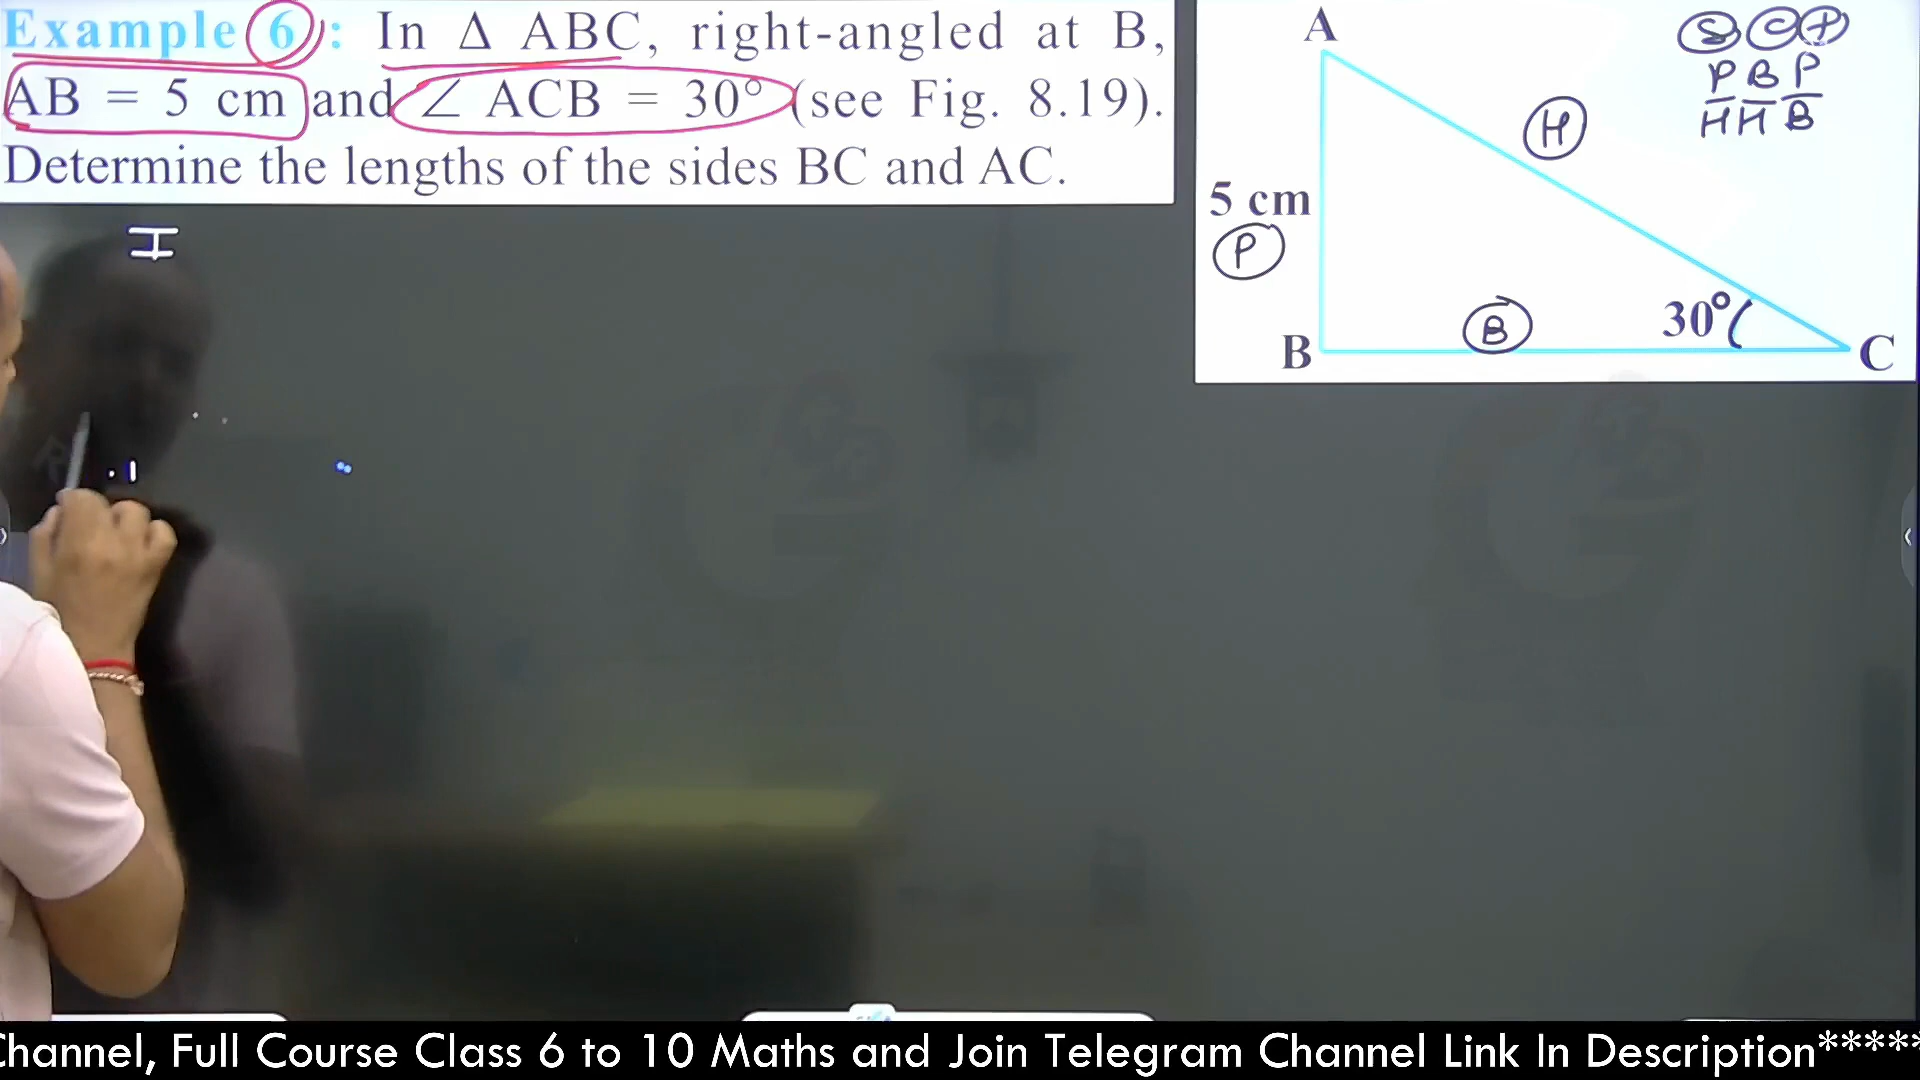 Example 6 : In Δ ABC, right-angled at B,
AB = 5 cm and ∠ ACB = 30° (see Fig. 8.19).
Determine the lengths of the sides BC and AC.
A
S C T
P B P
H H B
H
5 cm
P
B
30°
B
C
I
Channel, Full Course Class 6 to 10 Maths and Join Telegram Channel Link In Description*****